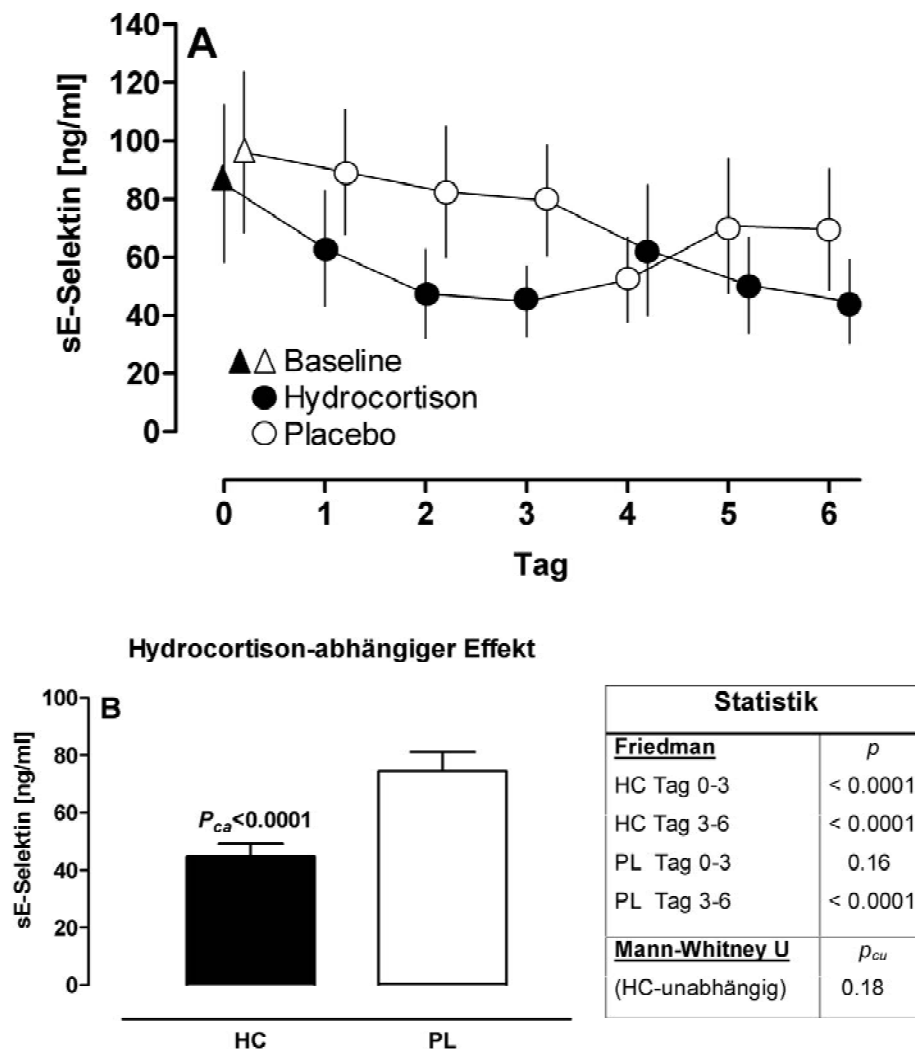 A
sE-Selektin [ng/ml]
140
120
100
80
60
40
20
0
Baseline
Hydrocortison
Placebo
0 1 2 3 4 5 6
Tag
Hydrocortison-abhängiger Effekt
B
sE-Selektin [ng/ml]
100
80
60
40
20
0
Pca<0.0001
HC PL
Statistik
Friedman p
HC Tag 0-3 < 0.0001
HC Tag 3-6 < 0.0001
PL Tag 0-3 0.16
PL Tag 3-6 < 0.0001
Mann-Whitney U pcu
(HC-unabhängig) 0.18